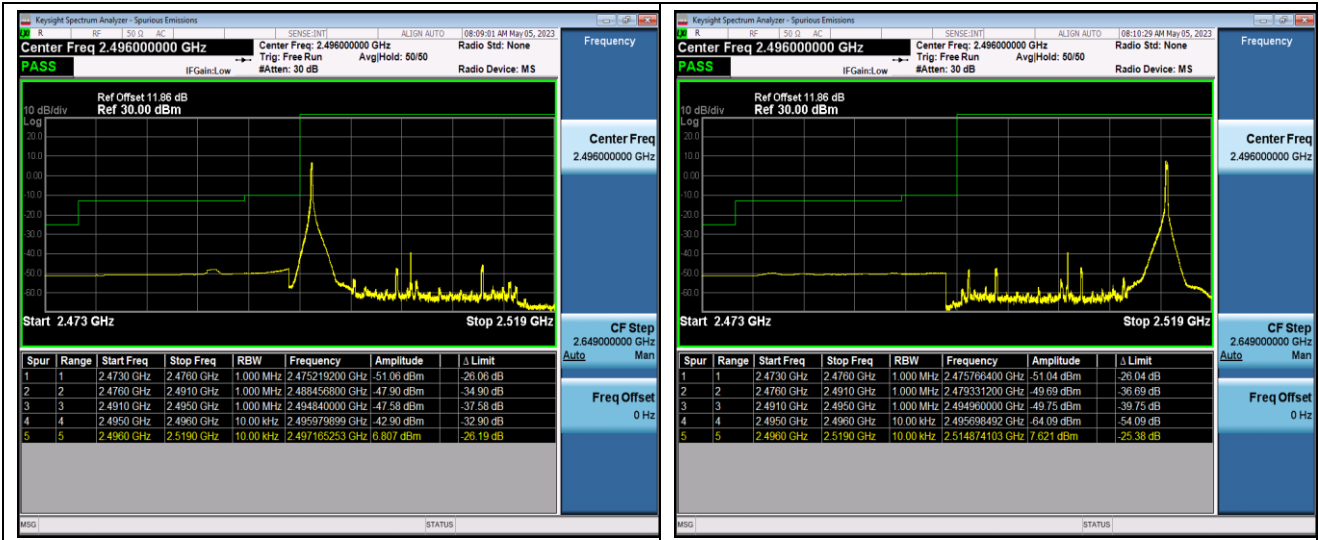 Keysight Spectrum Analyzer - Spurious Emissions
R RF 50 Ω AC SENSE:INT ALIGN AUTO 08:09:01 AM May 05, 2023
Center Freq 2.496000000 GHz
Center Freq: 2.496000000 GHz
Radio Std: None
Trig: Free Run Avg|Hold: 50/50
PASS
IFGain:Low
#Atten: 30 dB
Radio Device: MS
Ref Offset 11.86 dB
10 dB/div Ref 30.00 dBm
Log
20.0
10.0
0.00
-10.0
-20.0
-30.0
-40.0
-50.0
-60.0
Start 2.473 GHz Stop 2.519 GHz
Spur Range Start Freq Stop Freq RBW Frequency Amplitude Δ Limit
1 1 2.4730 GHz 2.4760 GHz 1.000 MHz 2.475219200 GHz -51.06 dBm -26.06 dB
2 2 2.4760 GHz 2.4910 GHz 1.000 MHz 2.488456800 GHz -47.90 dBm -34.90 dB
3 3 2.4910 GHz 2.4950 GHz 1.000 MHz 2.494840000 GHz -47.58 dBm -37.58 dB
4 4 2.4950 GHz 2.4960 GHz 10.00 kHz 2.495979899 GHz -42.90 dBm -32.90 dB
5 5 2.4960 GHz 2.5190 GHz 10.00 kHz 2.497165253 GHz 6.807 dBm -26.19 dB
MSG STATUS
Frequency
Center Freq
2.496000000 GHz
CF Step
2.649000000 GHz
Auto Man
Freq Offset
0 Hz
Keysight Spectrum Analyzer - Spurious Emissions
R RF 50 Ω AC SENSE:INT ALIGN AUTO 08:10:29 AM May 05, 2023
Center Freq 2.496000000 GHz
Center Freq: 2.496000000 GHz
Radio Std: None
Trig: Free Run Avg|Hold: 50/50
PASS
IFGain:Low
#Atten: 30 dB
Radio Device: MS
Ref Offset 11.86 dB
10 dB/div Ref 30.00 dBm
Log
20.0
10.0
0.00
-10.0
-20.0
-30.0
-40.0
-50.0
-60.0
Start 2.473 GHz Stop 2.519 GHz
Spur Range Start Freq Stop Freq RBW Frequency Amplitude Δ Limit
1 1 2.4730 GHz 2.4760 GHz 1.000 MHz 2.475766400 GHz -51.04 dBm -26.04 dB
2 2 2.4760 GHz 2.4910 GHz 1.000 MHz 2.479331200 GHz -49.69 dBm -36.69 dB
3 3 2.4910 GHz 2.4950 GHz 1.000 MHz 2.494960000 GHz -49.75 dBm -39.75 dB
4 4 2.4950 GHz 2.4960 GHz 10.00 kHz 2.495698492 GHz -64.09 dBm -54.09 dB
5 5 2.4960 GHz 2.5190 GHz 10.00 kHz 2.514874103 GHz 7.621 dBm -25.38 dB
MSG STATUS
Frequency
Center Freq
2.496000000 GHz
CF Step
2.649000000 GHz
Auto Man
Freq Offset
0 Hz